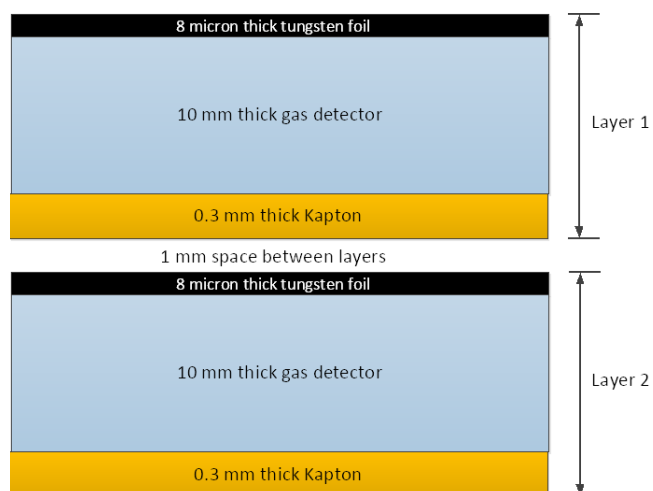 8 micron thick tungsten foil
10 mm thick gas detector
Layer 1
0.3 mm thick Kapton
1 mm space between layers
8 micron thick tungsten foil
10 mm thick gas detector
Layer 2
0.3 mm thick Kapton